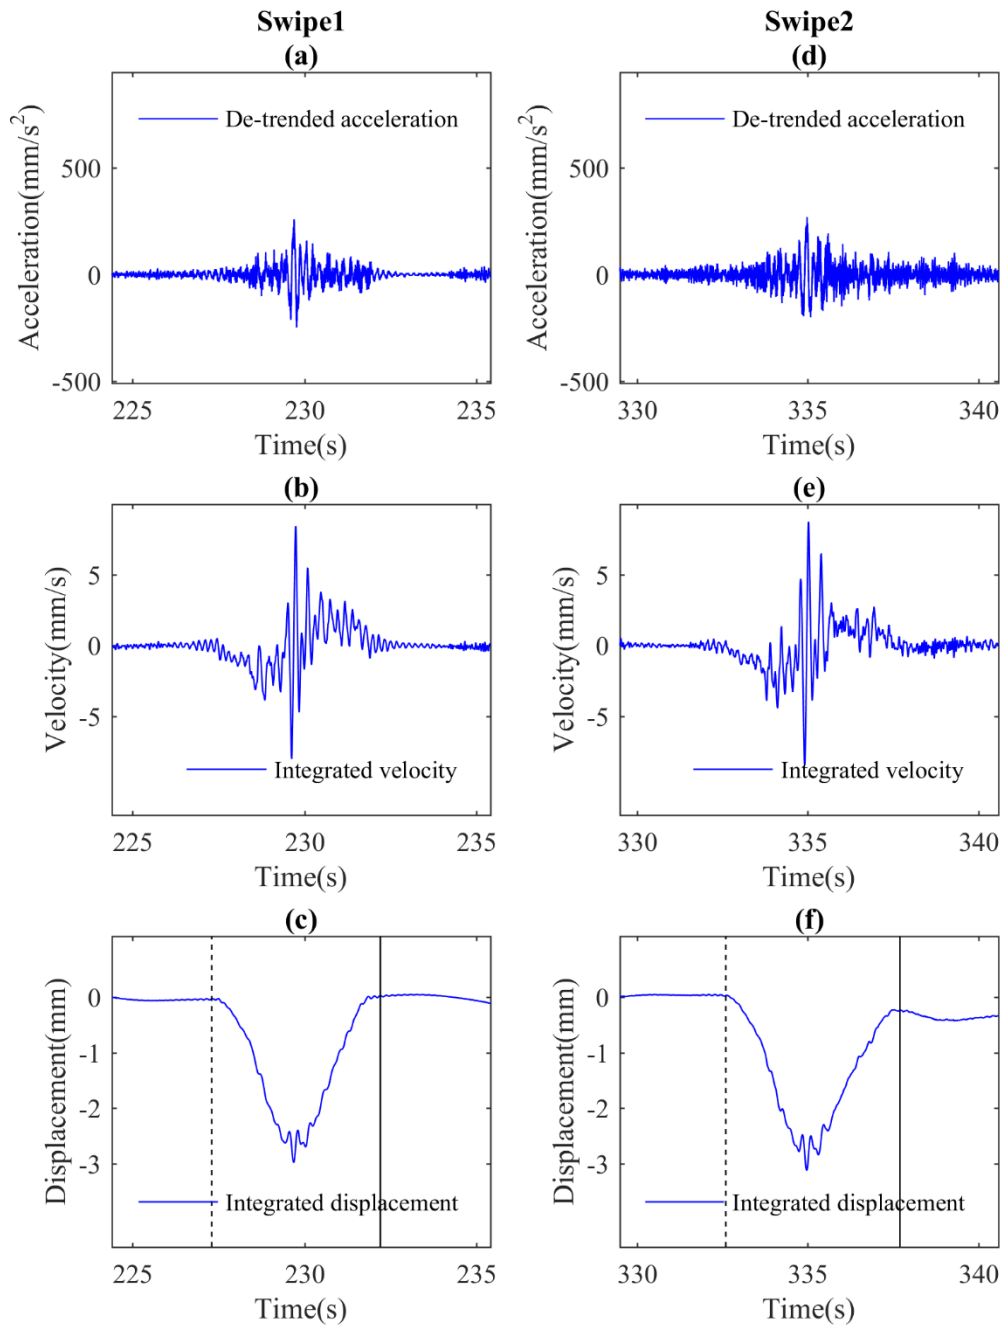 Swipe1
(a)
De-trended acceleration
Acceleration(mm/s²)
500
0
-500
225
230
235
Time(s)
Swipe2
(d)
De-trended acceleration
Acceleration(mm/s²)
500
0
-500
330
335
340
Time(s)
(b)
Velocity(mm/s)
5
0
-5
Integrated velocity
225
230
235
Time(s)
(e)
Velocity(mm/s)
5
0
-5
Integrated velocity
330
335
340
Time(s)
(c)
Displacement(mm)
0
-1
-2
-3
Integrated displacement
225
230
235
Time(s)
(f)
Displacement(mm)
0
-1
-2
-3
Integrated displacement
330
335
340
Time(s)